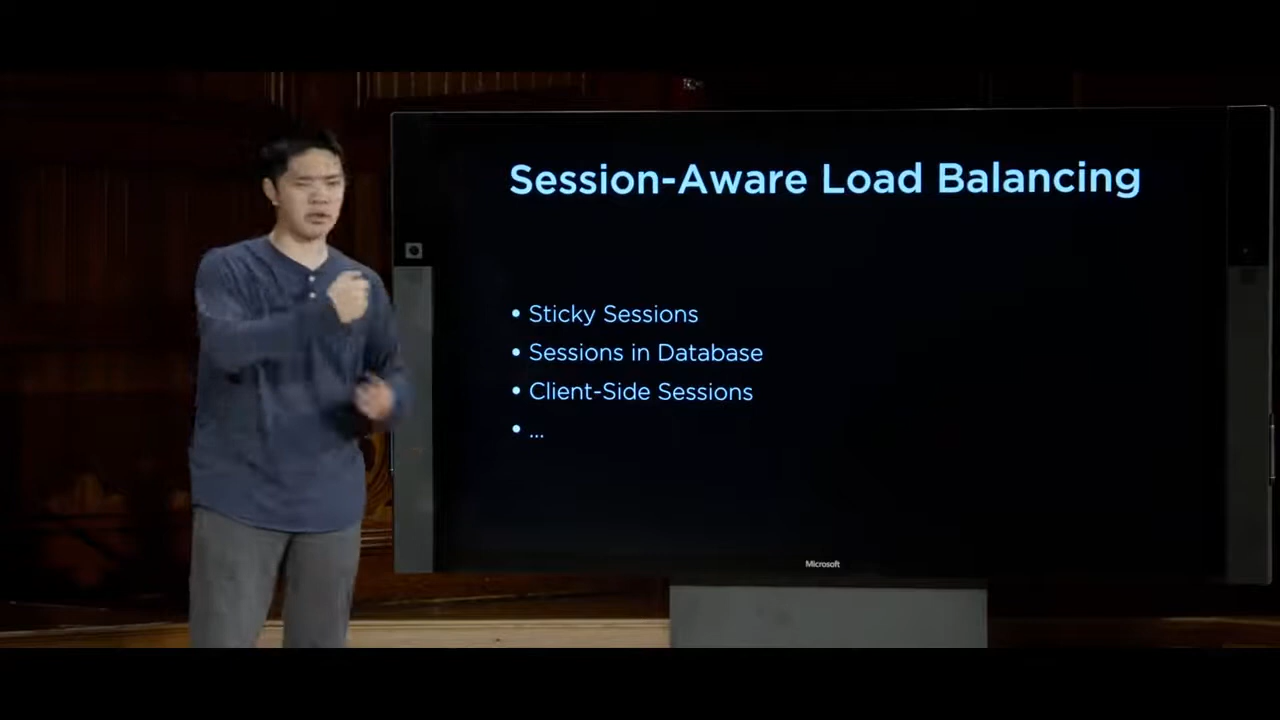 Session-Aware Load Balancing
• Sticky Sessions
• Sessions in Database
• Client-Side Sessions
• ...
Microsoft